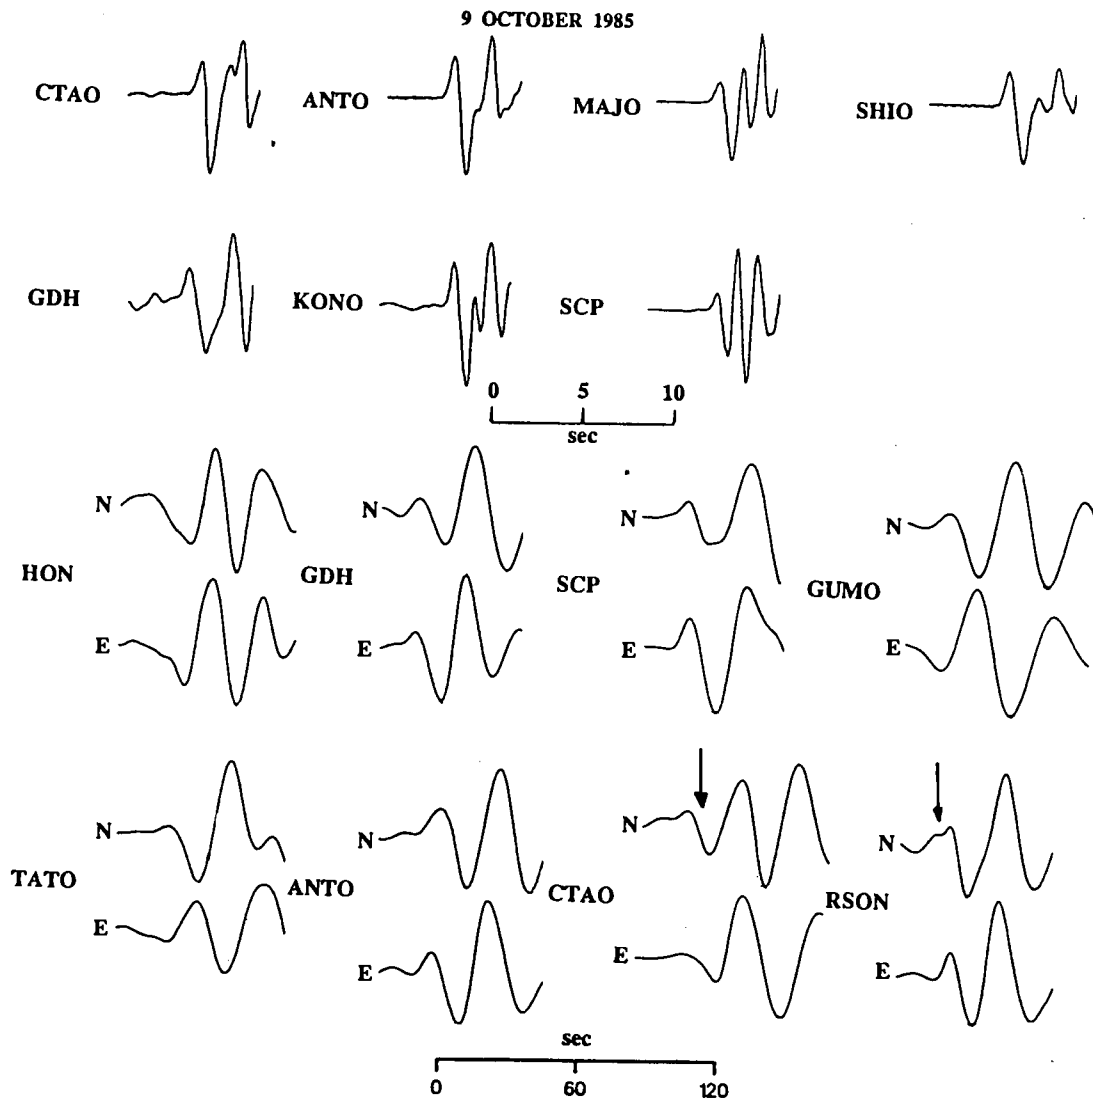 9 OCTOBER 1985
CTAO
ANTO
MAJO
SHIO
GDH
KONO
SCP
0 5 10
sec
N
N
N
N
HON
GDH
SCP
GUMO
E
E
E
E
N
N
N
N
TATO
ANTO
CTAO
RSON
E
E
E
E
sec
0 60 120